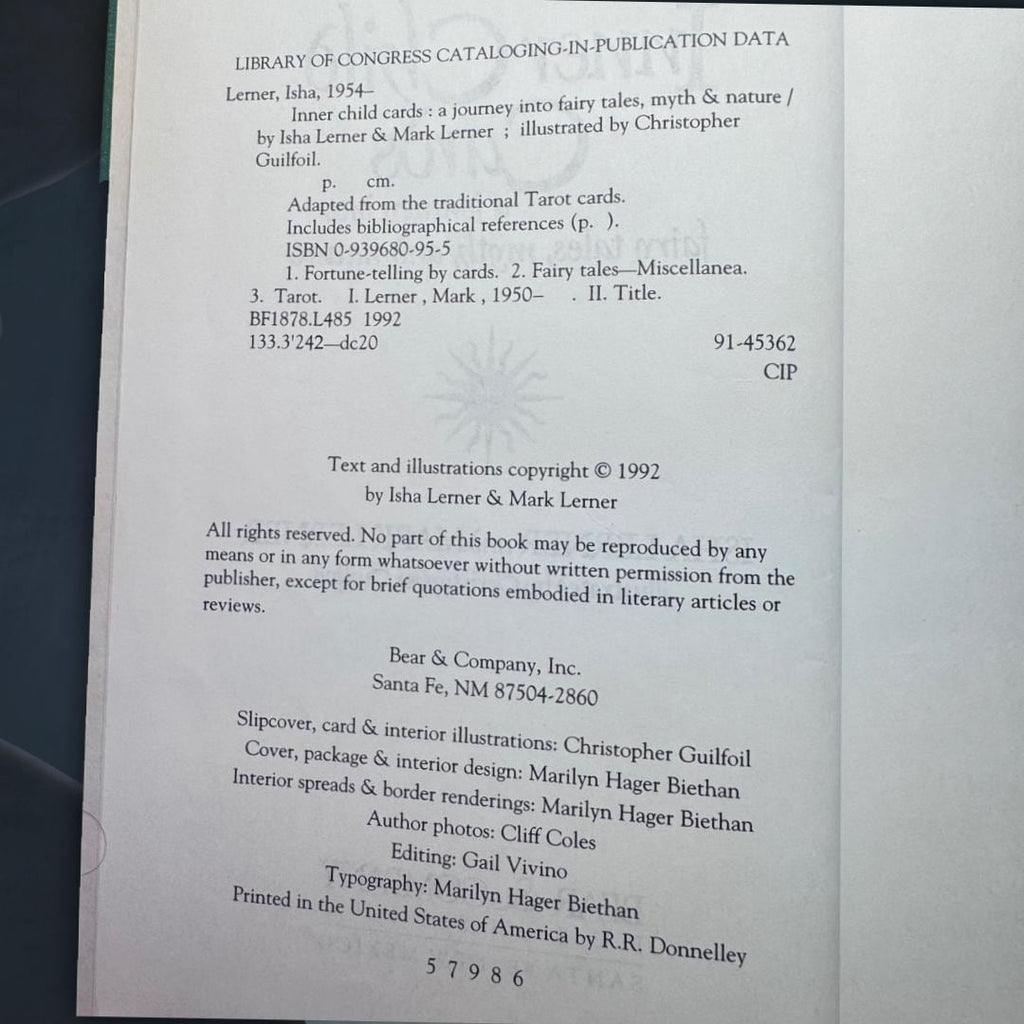 LIBRARY OF CONGRESS CATALOGING-IN-PUBLICATION DATA
Lerner, Isha, 1954–
Inner child cards : a journey into fairy tales, myth & nature /
by Isha Lerner & Mark Lerner ; illustrated by Christopher
Guilfoil.
p. cm.
Adapted from the traditional Tarot cards.
Includes bibliographical references (p. ).
ISBN 0-939680-95-5
1. Fortune-telling by cards. 2. Fairy tales—Miscellanea.
3. Tarot. I. Lerner , Mark , 1950– . II. Title.
BF1878.L485 1992
133.3'242—dc20 91-45362
CIP
Text and illustrations copyright © 1992
by Isha Lerner & Mark Lerner
All rights reserved. No part of this book may be reproduced by any
means or in any form whatsoever without written permission from the
publisher, except for brief quotations embodied in literary articles or
reviews.
Bear & Company, Inc.
Santa Fe, NM 87504-2860
Slipcover, card & interior illustrations: Christopher Guilfoil
Cover, package & interior design: Marilyn Hager Biethan
Interior spreads & border renderings: Marilyn Hager Biethan
Author photos: Cliff Coles
Editing: Gail Vivino
Typography: Marilyn Hager Biethan
Printed in the United States of America by R.R. Donnelley
5 7 9 8 6